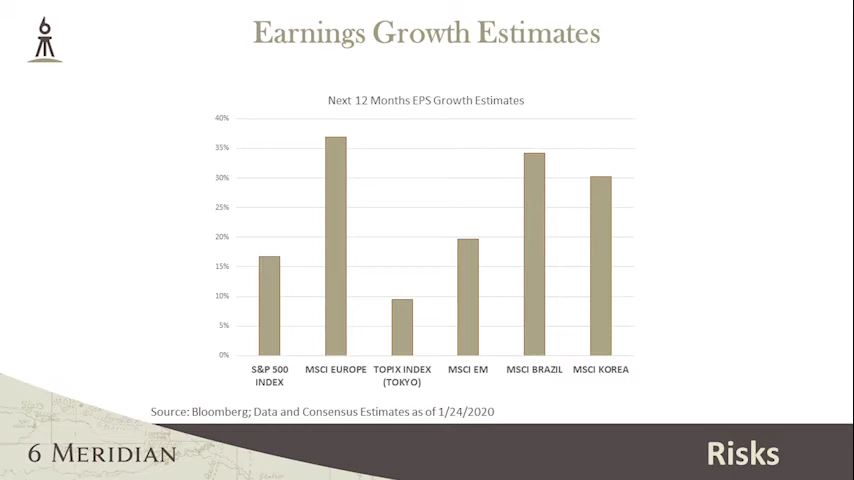 6
Earnings Growth Estimates
Next 12 Months EPS Growth Estimates
40%
35%
30%
25%
20%
15%
10%
5%
0%
S&P 500 INDEX
MSCI EUROPE
TOPIX INDEX (TOKYO)
MSCI EM
MSCI BRAZIL
MSCI KOREA
Source: Bloomberg; Data and Consensus Estimates as of 1/24/2020
6 MERIDIAN
Risks